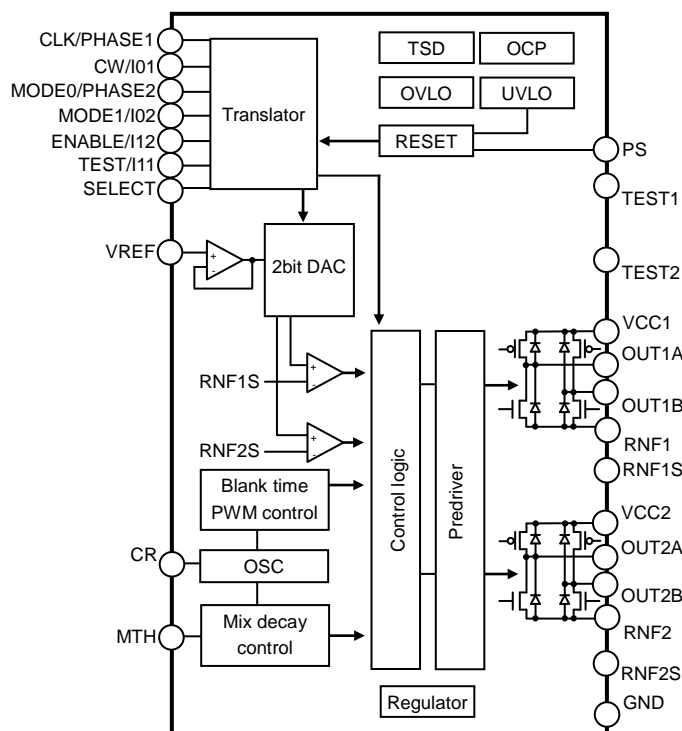 CLK/PHASE1
CW/I01
MODE0/PHASE2
MODE1/I02
ENABLE/I12
TEST/I11
SELECT
Translator
TSD
OCP
OVLO
UVLO
RESET
PS
TEST1
TEST2
VREF
+
-
2bit DAC
VCC1
OUT1A
OUT1B
RNF1
RNF1S
RNF1S
+
-
RNF2S
+
-
Control logic
Predriver
Blank time
PWM control
CR
OSC
MTH
Mix decay
control
VCC2
OUT2A
OUT2B
RNF2
RNF2S
GND
Regulator